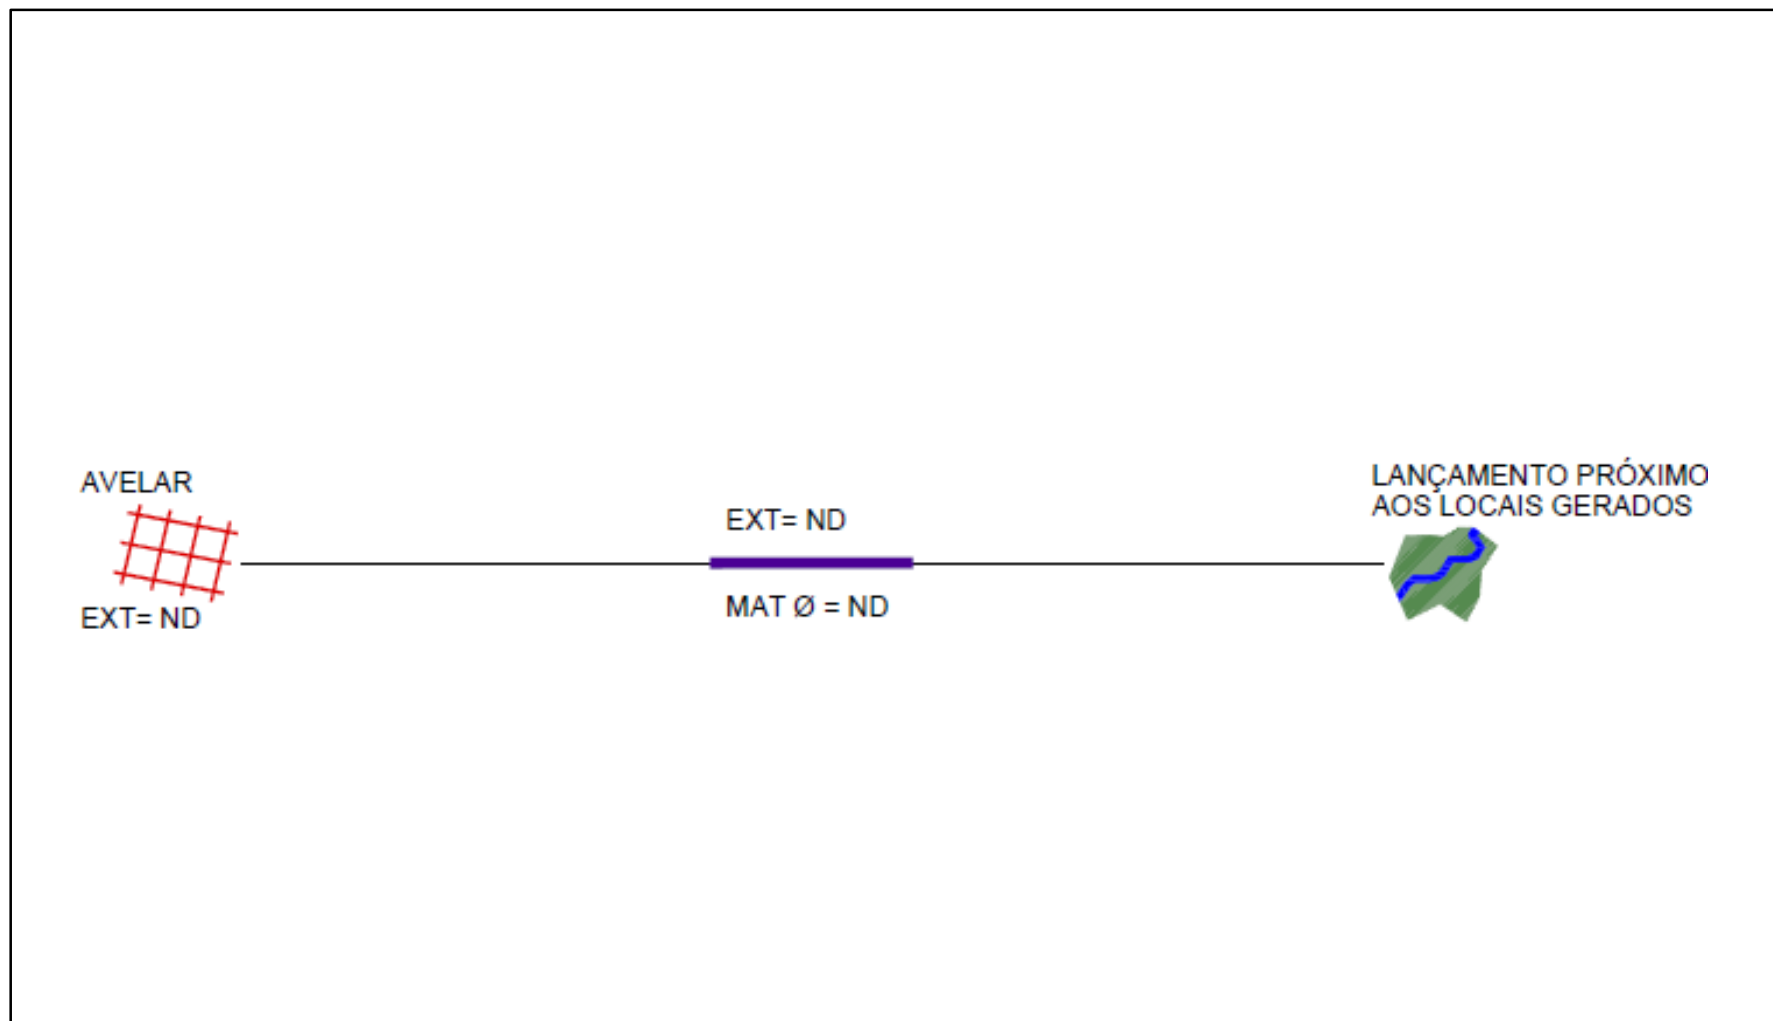 AVELAR
EXT= ND
EXT= ND
MAT Ø = ND
LANÇAMENTO PRÓXIMO
AOS LOCAIS GERADOS